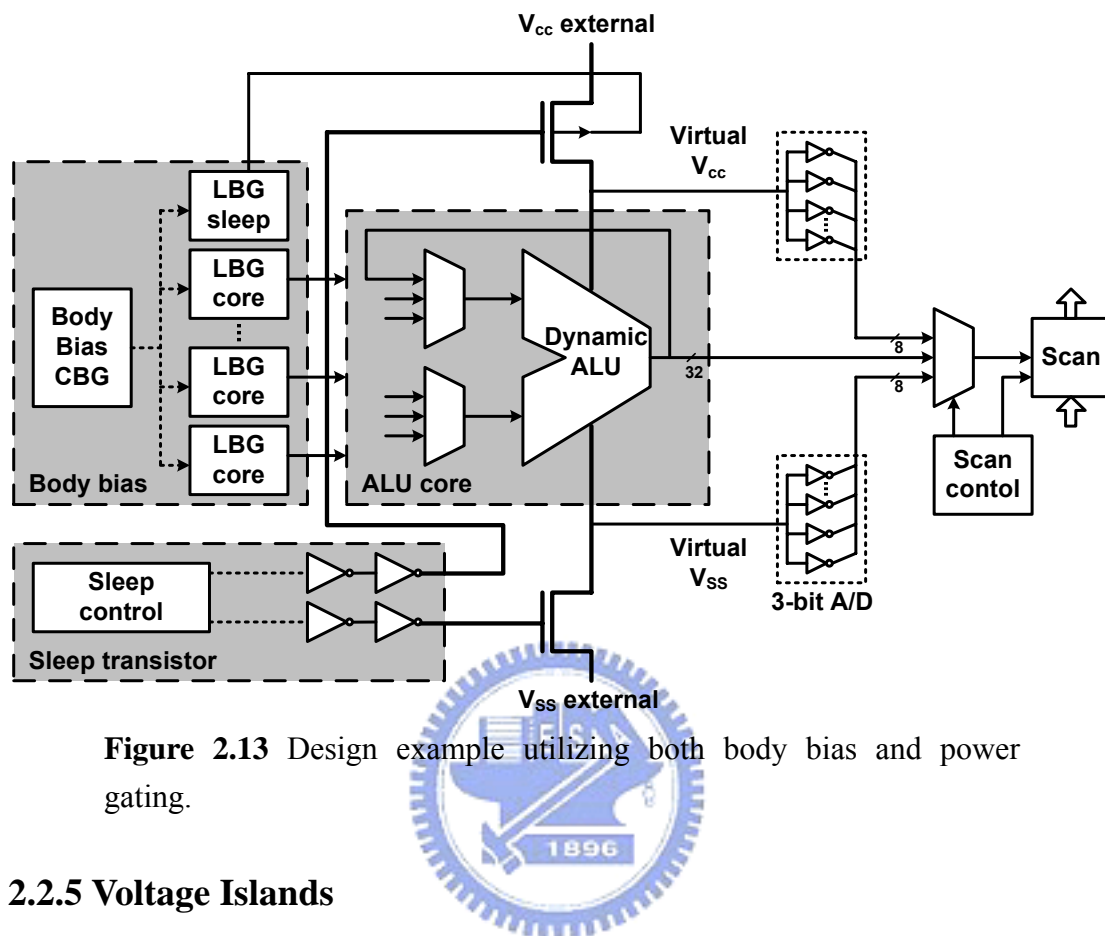 Vcc external
Virtual
Vcc
LBG
sleep
LBG
core
Body
Bias
CBG
LBG
core
LBG
core
Body bias
Dynamic
ALU
32
ALU core
8
8
Scan
Scan
contol
Sleep
control
Sleep transistor
Virtual
VSS
3-bit A/D
VSS external
Figure 2.13 Design example utilizing both body bias and power
gating.
1896
2.2.5 Voltage Islands